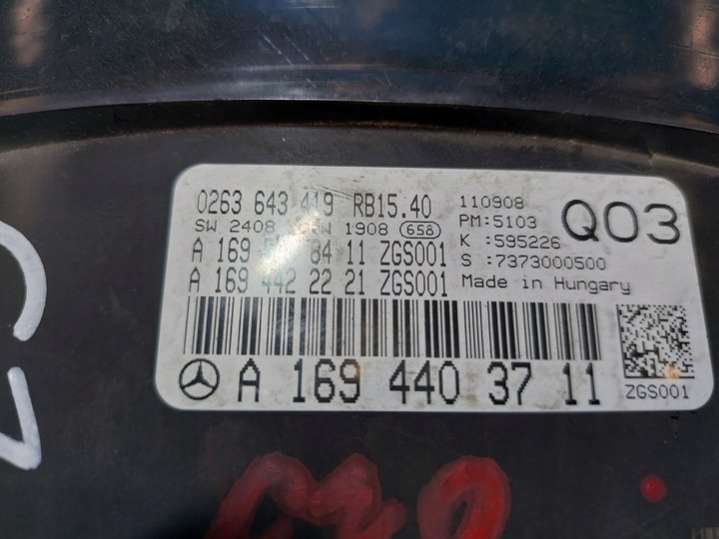 0263 643 419 RB15.40
SW 2408 1908 658
A 169 84 11 ZGS001
A 169 442 22 21 ZGS001
110908
PM:5103
K :595226
S :7373000500
Made in Hungary
Q03
A 169 440 37 11
ZGS001